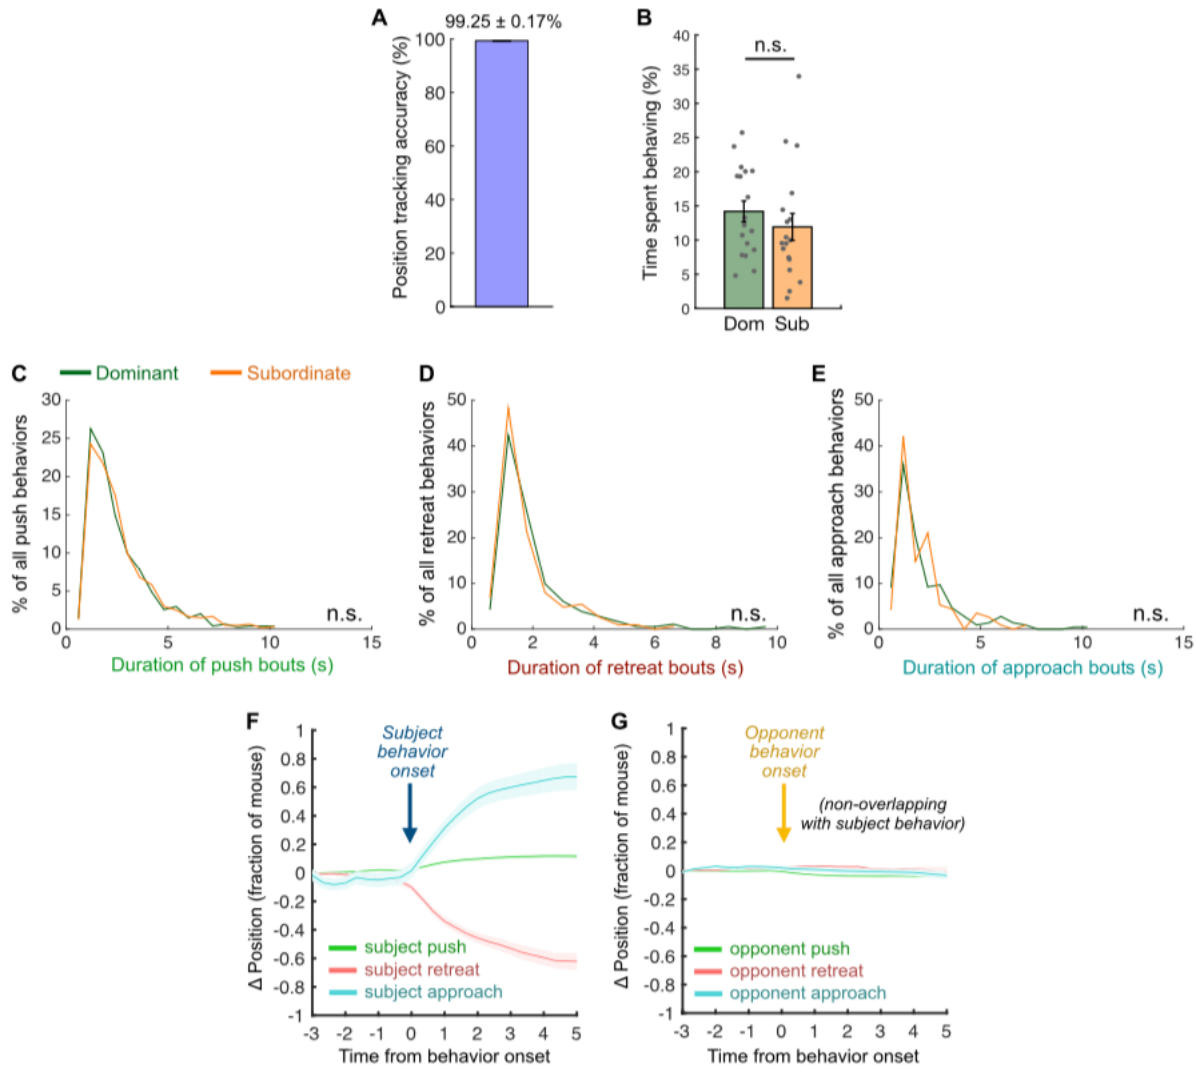 A
99.25 ± 0.17%
Position tracking accuracy (%)
100
80
60
40
20
0
B
n.s.
Time spent behaving (%)
40
35
30
25
20
15
10
5
0
Dom Sub
C
Dominant
Subordinate
% of all push behaviors
30
25
20
15
10
5
0
n.s.
0 5 10 15
Duration of push bouts (s)
D
% of all retreat behaviors
50
40
30
20
10
0
n.s.
0 2 4 6 8 10
Duration of retreat bouts (s)
E
% of all approach behaviors
50
40
30
20
10
0
n.s.
0 5 10 15
Duration of approach bouts (s)
F
Δ Position (fraction of mouse)
1
0.8
0.6
0.4
0.2
0
-0.2
-0.4
-0.6
-0.8
-1
Subject
behavior
onset
subject push
subject retreat
subject approach
-3 -2 -1 0 1 2 3 4 5
Time from behavior onset
G
Δ Position (fraction of mouse)
1
0.8
0.6
0.4
0.2
0
-0.2
-0.4
-0.6
-0.8
-1
Opponent
behavior
onset
(non-overlapping
with subject behavior)
opponent push
opponent retreat
opponent approach
-3 -2 -1 0 1 2 3 4 5
Time from behavior onset